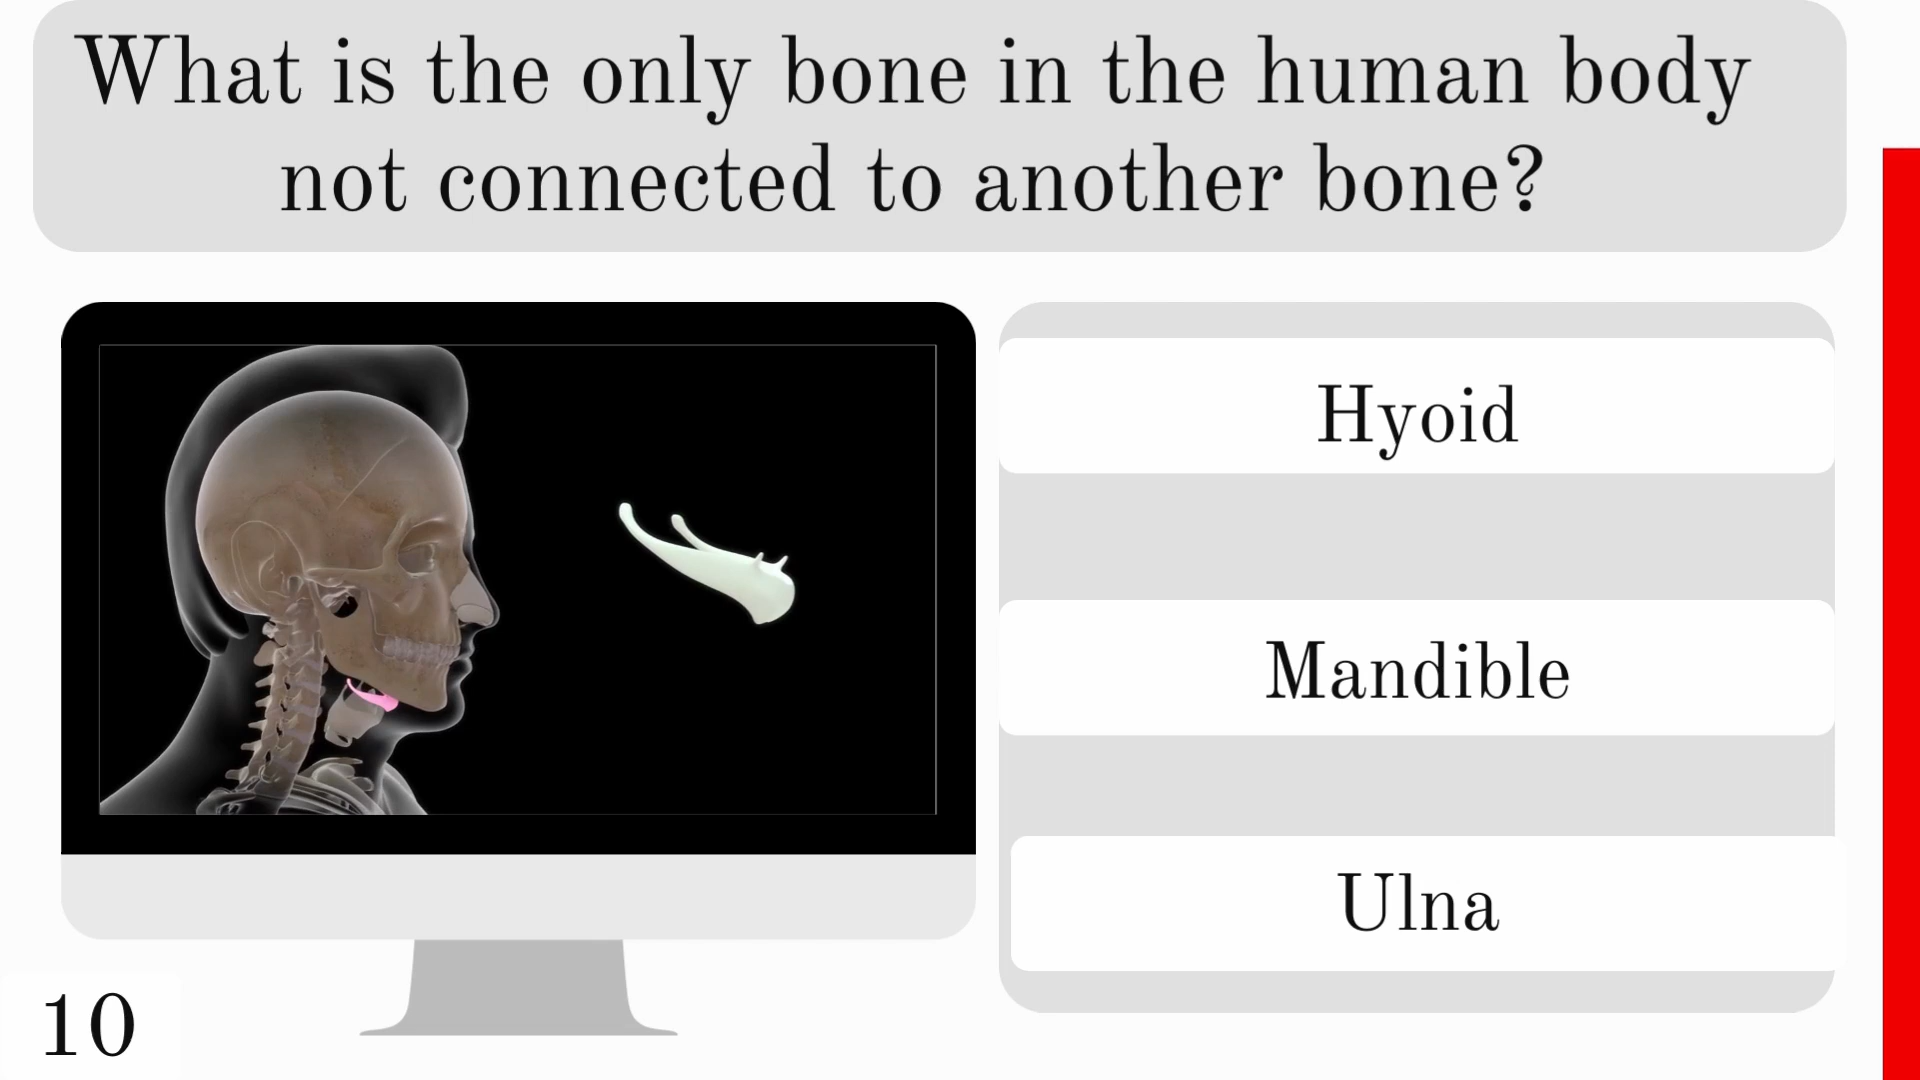 What is the only bone in the human body
not connected to another bone?
Hyoid
Mandible
Ulna
10